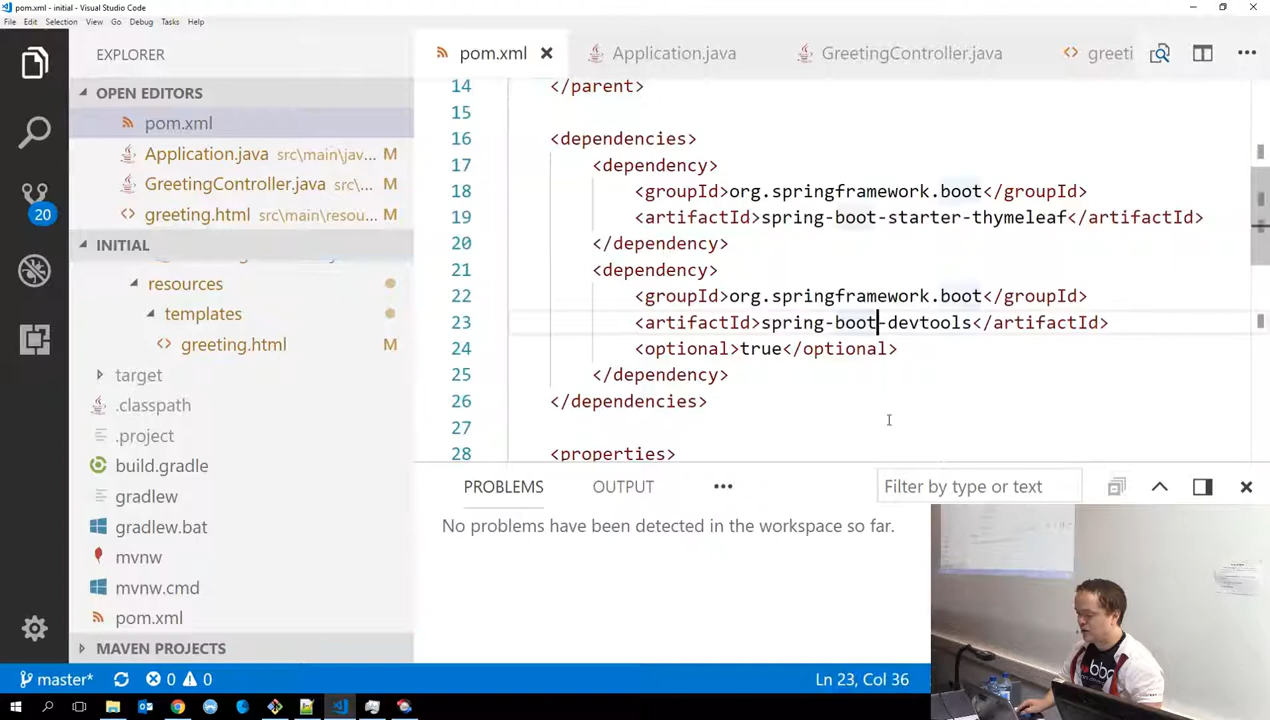 pom.xml - initial - Visual Studio Code
File Edit Selection View Go Debug Tasks Help
EXPLORER
OPEN EDITORS
pom.xml
Application.java src\main\jav... M
GreetingController.java src\... M
greeting.html src\main\resou... M
20
INITIAL
resources
templates
greeting.html
target
.classpath
.project
build.gradle
gradlew
gradlew.bat
mvnw
mvnw.cmd
pom.xml
MAVEN PROJECTS
pom.xml Application.java GreetingController.java greeti
14 </parent>
15
16 <dependencies>
17 <dependency>
18 <groupId>org.springframework.boot</groupId>
19 <artifactId>spring-boot-starter-thymeleaf</artifactId>
20 </dependency>
21 <dependency>
22 <groupId>org.springframework.boot</groupId>
23 <artifactId>spring-boot-devtools</artifactId>
24 <optional>true</optional>
25 </dependency>
26 </dependencies>
27
28 <properties>
PROBLEMS OUTPUT ... Filter by type or text
No problems have been detected in the workspace so far.
master* 0 0 Ln 23, Col 36